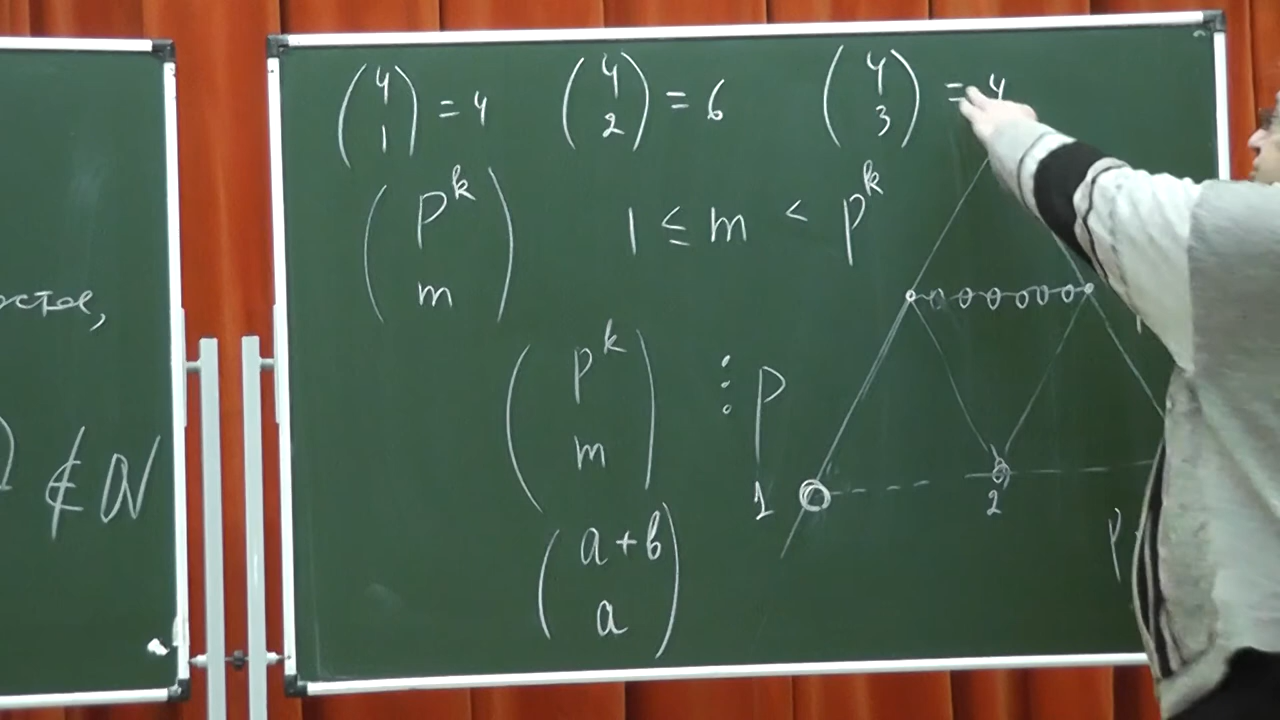 (4 1) = 4   (4 2) = 6   (4 3) = 4
(p^k m)   1 ≤ m < p^k
(p^k m) ⋮ p
(a+b a)
1
2
p
∉ ℕ